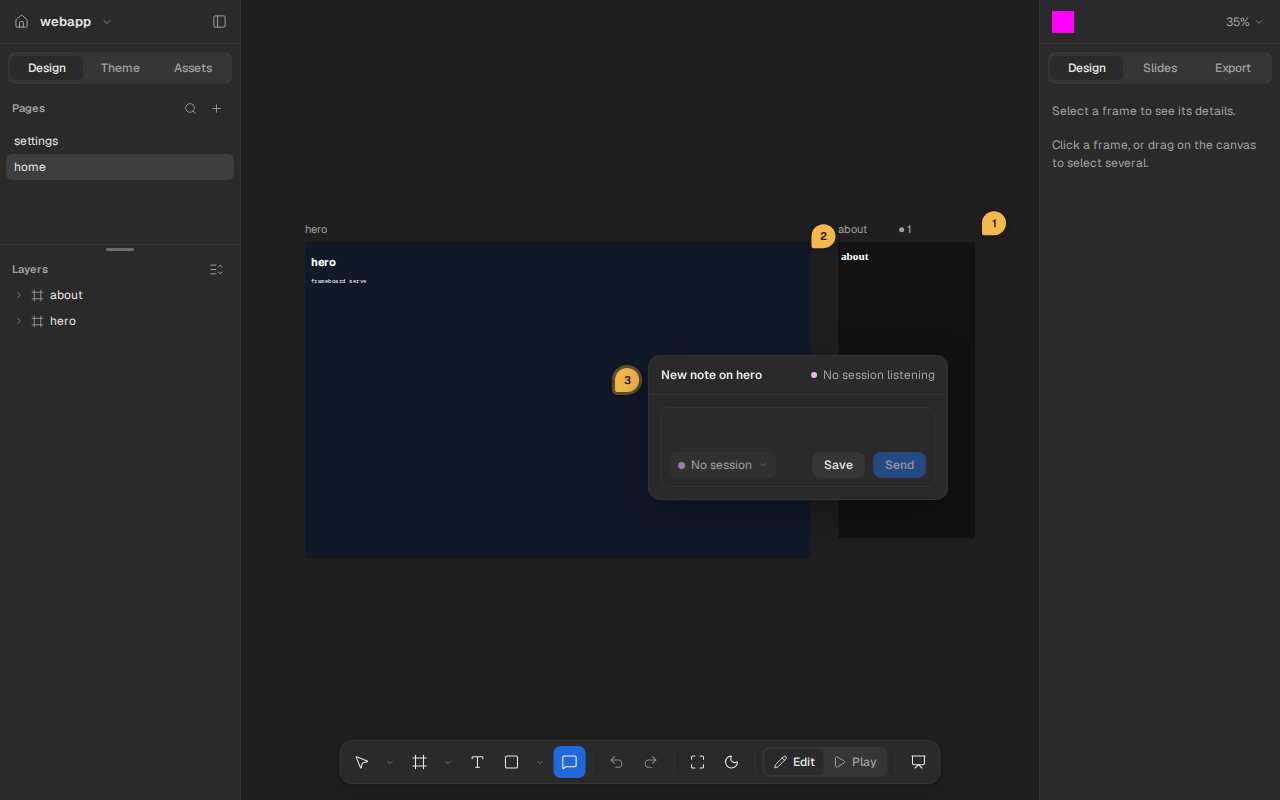 webapp
35%
Design
Theme
Assets
Design
Slides
Export
Pages
Select a frame to see its details.
settings
Click a frame, or drag on the canvas
to select several.
home
hero
2
about
1
1
hero
about
frameboard serve
Layers
about
hero
New note on hero
No session listening
3
No session
Save
Send
Edit
Play